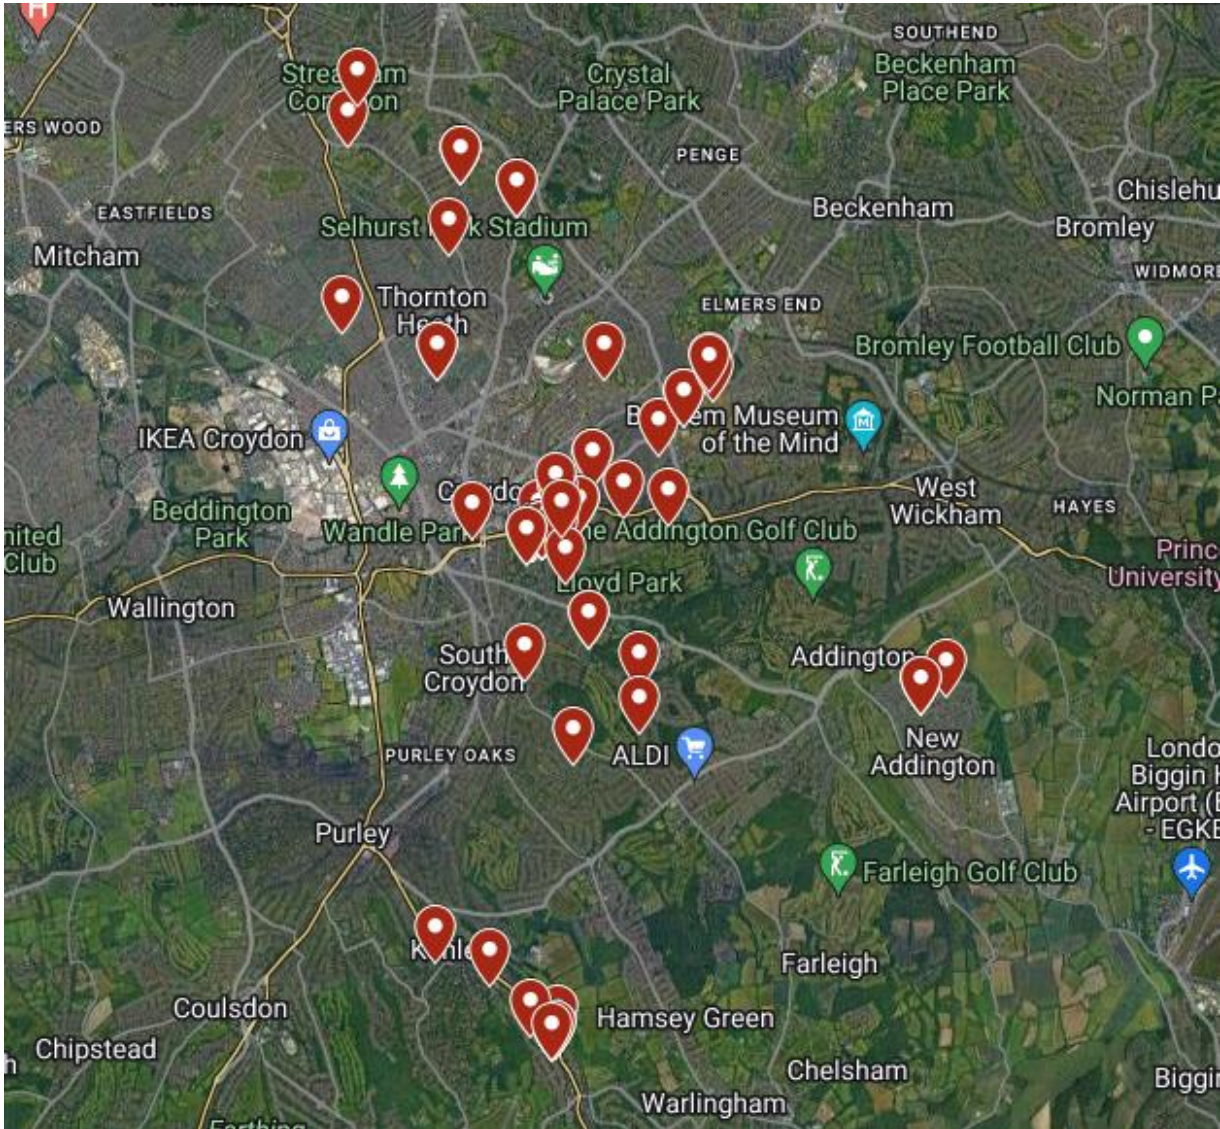 SOUTHEND
Beckenham
Place Park
Crystal
Palace Park
ERS WOOD
PENGE
Chislehu
EASTFIELDS
Beckenham
Bromley
Selhurst
Stadium
Mitcham
WIDMORE
Thornton
ELMERS END
Bromley Football Club
Norman P
IKEA Croydon
Museum
of the Mind
West
Wickham
Beddington
Park
HAYES
nited
Club
Wandle Park
Addington Golf Club
Princ
University
Lloyd Park
Wallington
South
Croydon
Addington
PURLEY OAKS
ALDI
New
Addington
Londo
Biggin H
Airport (E
- EGKE
Purley
Farleigh Golf Club
Farleigh
Coulsdon
Hamsey Green
Chipstead
h
Chelsham
Biggi
Warlingham